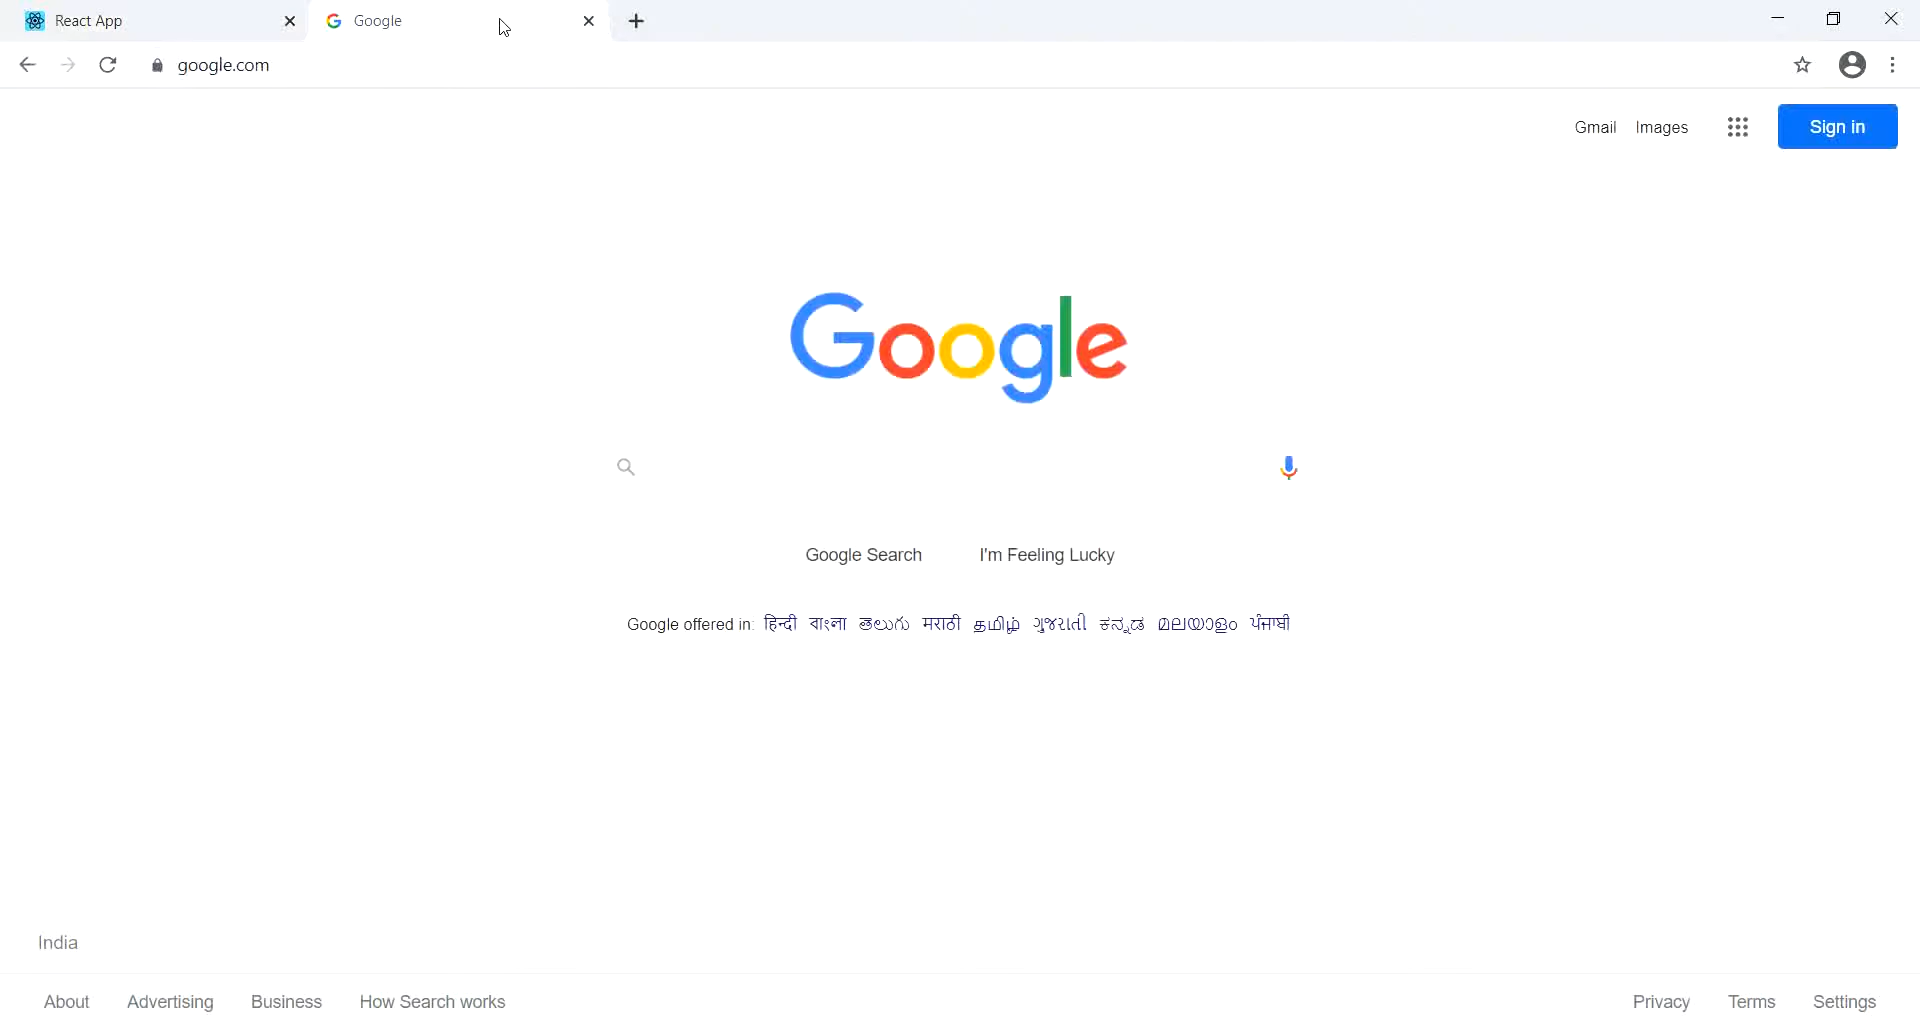 React App
Google
google.com
Gmail Images
Sign in
Google
Google Search I'm Feeling Lucky
Google offered in: हिन्दी বাংলা తెలుగు मराठी தமிழ் ગુજરાતી ಕನ್ನಡ മലയാളം ਪੰਜਾਬੀ
India
About Advertising Business How Search works
Privacy Terms Settings